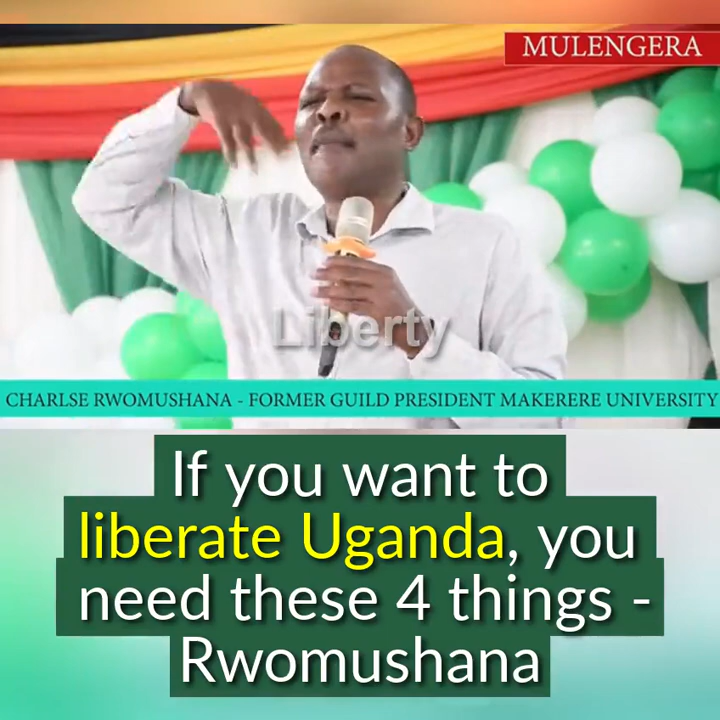 MULENGERA
Liberty
CHARLSE RWOMUSHANA - FORMER GUILD PRESIDENT MAKERERE UNIVERSITY
If you want to
liberate Uganda, you
need these 4 things -
Rwomushana